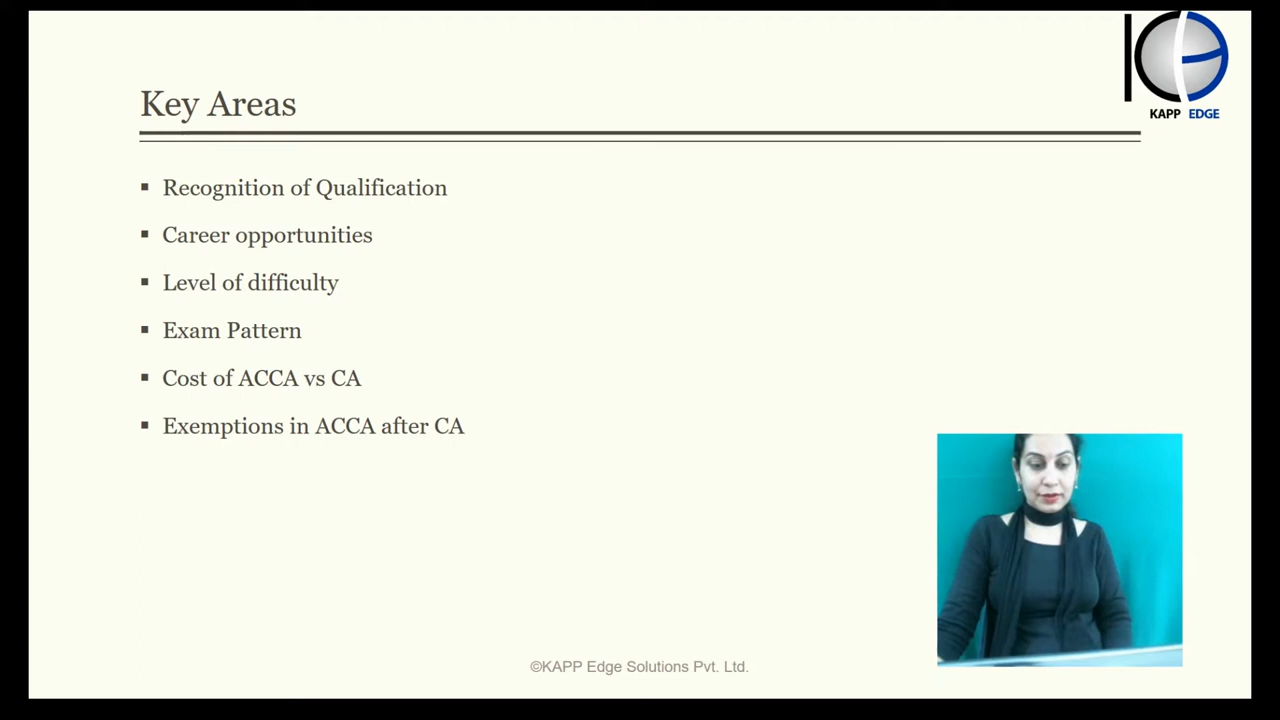 KAPP EDGE
Key Areas
▪ Recognition of Qualification
▪ Career opportunities
▪ Level of difficulty
▪ Exam Pattern
▪ Cost of ACCA vs CA
▪ Exemptions in ACCA after CA
©KAPP Edge Solutions Pvt. Ltd.